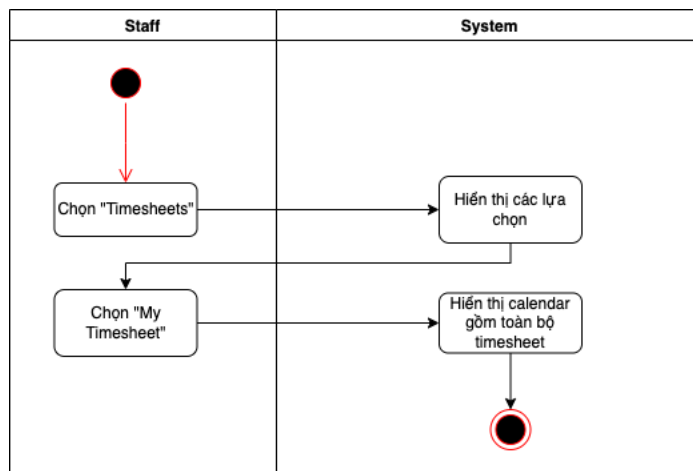 Staff
System
Chọn "Timesheets"
Hiển thị các lựa
chọn
Chọn "My
Timesheet"
Hiển thị calendar
gồm toàn bộ
timesheet